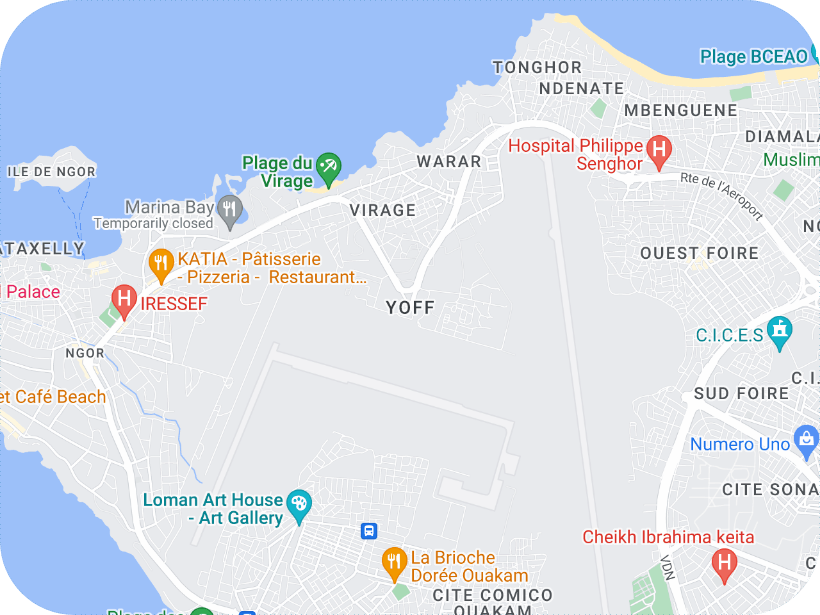 Plage BCEAO
TONGHOR
NDENATE
MBENGUENE
DIAMALA
Hospital Philippe
Senghor
Muslim
WARAR
Plage du
Virage
ILE DE NGOR
Rte de l'Aeroport
Marina Bay
Temporarily closed
VIRAGE
ATAXELLY
OUEST FOIRE
KATIA - Pâtisserie
- Pizzeria - Restaurant...
Palace
IRESSEF
YOFF
C.I.C.E.S
NGOR
C.I.
SUD FOIRE
et Café Beach
Numero Uno
CITE SONA
Loman Art House
- Art Gallery
Cheikh Ibrahima keita
La Brioche
Dorée Ouakam
VDN
CITE COMICO
OUAKAM